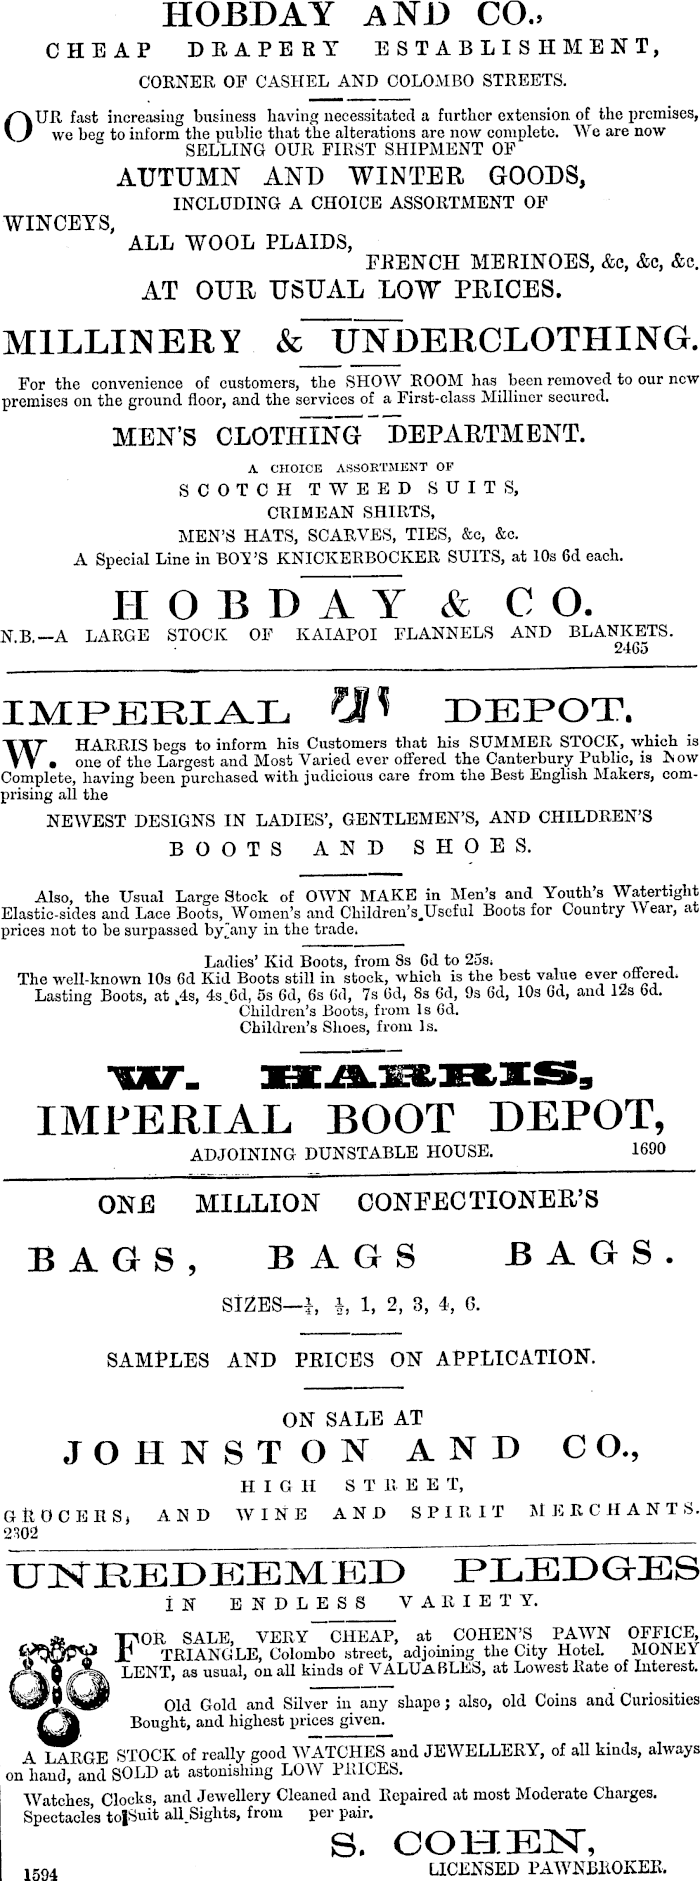 HOBDAY AND CO.,
CHEAP DRAPERY ESTABLISHMENT,
CORNER OF CASHEL AND COLOMBO STREETS.
OUR fast increasing business having necessitated a further extension of the premises,
we beg to inform the public that the alterations are now complete. We are now
SELLING OUR FIRST SHIPMENT OF
AUTUMN AND WINTER GOODS,
INCLUDING A CHOICE ASSORTMENT OF
WINCEYS,
ALL WOOL PLAIDS,
FRENCH MERINOES, &c, &c, &c.
AT OUR USUAL LOW PRICES.
MILLINERY & UNDERCLOTHING.
For the convenience of customers, the SHOW ROOM has been removed to our new
premises on the ground floor, and the services of a First-class Milliner secured.
MEN'S CLOTHING DEPARTMENT.
A CHOICE ASSORTMENT OF
SCOTCH TWEED SUITS,
CRIMEAN SHIRTS,
MEN'S HATS, SCARVES, TIES, &c, &c.
A Special Line in BOY'S KNICKERBOCKER SUITS, at 10s 6d each.
HOBDAY & CO.
N.B.—A LARGE STOCK OF KAIAPOI FLANNELS AND BLANKETS.
2465
IMPERIAL DEPOT.
W. HARRIS begs to inform his Customers that his SUMMER STOCK, which is
one of the Largest and Most Varied ever offered the Canterbury Public, is Now
Complete, having been purchased with judicious care from the Best English Makers, com-
prising all the
NEWEST DESIGNS IN LADIES', GENTLEMEN'S, AND CHILDREN'S
BOOTS AND SHOES.
Also, the Usual Large Stock of OWN MAKE in Men's and Youth's Watertight
Elastic-sides and Lace Boots, Women's and Children's Useful Boots for Country Wear, at
prices not to be surpassed by any in the trade.
Ladies' Kid Boots, from 8s 6d to 25s.
The well-known 10s 6d Kid Boots still in stock, which is the best value ever offered.
Lasting Boots, at 4s, 4s 6d, 5s 6d, 6s 6d, 7s 6d, 8s 6d, 9s 6d, 10s 6d, and 12s 6d.
Children's Boots, from 1s 6d.
Children's Shoes, from 1s.
W. HARRIS,
IMPERIAL BOOT DEPOT,
ADJOINING DUNSTABLE HOUSE. 1690
ONE MILLION CONFECTIONER'S
BAGS, BAGS BAGS.
SIZES—¼, ½, 1, 2, 3, 4, 6.
SAMPLES AND PRICES ON APPLICATION.
ON SALE AT
JOHNSTON AND CO.,
HIGH STREET,
GROCERS, AND WINE AND SPIRIT MERCHANTS.
2302
UNREDEEMED PLEDGES
IN ENDLESS VARIETY.
FOR SALE, VERY CHEAP, at COHEN'S PAWN OFFICE,
TRIANGLE, Colombo street, adjoining the City Hotel. MONEY
LENT, as usual, on all kinds of VALUABLES, at Lowest Rate of Interest.
Old Gold and Silver in any shape; also, old Coins and Curiosities
Bought, and highest prices given.
A LARGE STOCK of really good WATCHES and JEWELLERY, of all kinds, always
on hand, and SOLD at astonishing LOW PRICES.
Watches, Clocks, and Jewellery Cleaned and Repaired at most Moderate Charges.
Spectacles to Suit all Sights, from per pair.
S. COHEN,
LICENSED PAWNBROKER.
1594